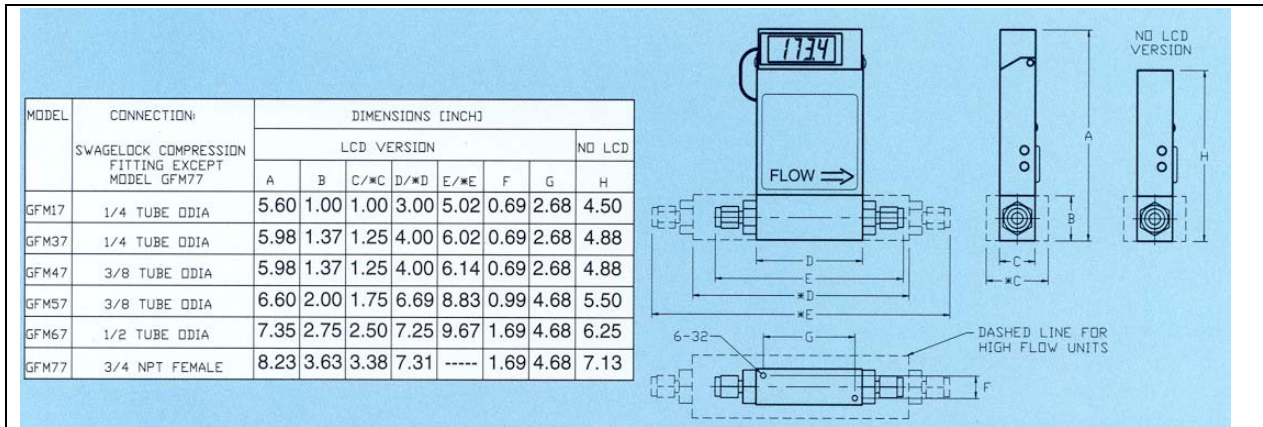 MODEL CONNECTION: DIMENSIONS [INCH]
SWAGELOCK COMPRESSION
FITTING EXCEPT
MODEL GFM77
LCD VERSION NO LCD
A B C/*C D/*D E/*E F G H
GFM17 1/4 TUBE ODIA 5.60 1.00 1.00 3.00 5.02 0.69 2.68 4.50
GFM37 1/4 TUBE ODIA 5.98 1.37 1.25 4.00 6.02 0.69 2.68 4.88
GFM47 3/8 TUBE ODIA 5.98 1.37 1.25 4.00 6.14 0.69 2.68 4.88
GFM57 3/8 TUBE ODIA 6.60 2.00 1.75 6.69 8.83 0.99 4.68 5.50
GFM67 1/2 TUBE ODIA 7.35 2.75 2.50 7.25 9.67 1.69 4.68 6.25
GFM77 3/4 NPT FEMALE 8.23 3.63 3.38 7.31 ----- 1.69 4.68 7.13
173.4
FLOW
D
E
*D
*E
A
B
C
*C
NO LCD
VERSION
H
6-32
G
F
DASHED LINE FOR
HIGH FLOW UNITS